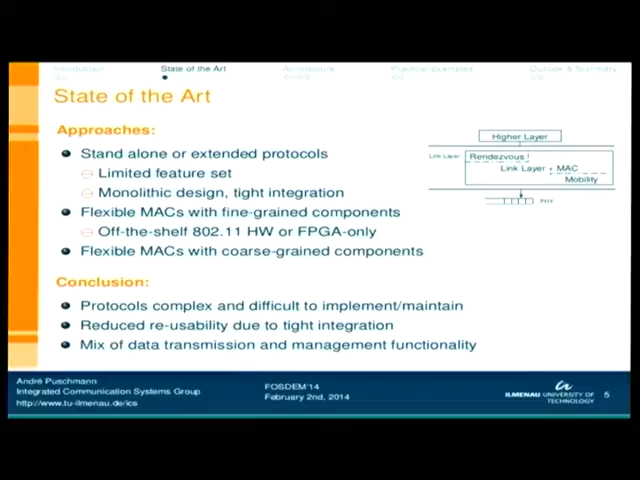 Introduction
State of the Art
Architecture
Practical Examples
Outlook & Summary
State of the Art
Approaches:
Stand alone or extended protocols
Limited feature set
Monolithic design, tight integration
Flexible MACs with fine-grained components
Off-the-shelf 802.11 HW or FPGA-only
Flexible MACs with coarse-grained components
Higher Layer
Link Layer
Rendezvous
Link Layer
MAC
Mobility
PHY
Conclusion:
Protocols complex and difficult to implement/maintain
Reduced re-usability due to tight integration
Mix of data transmission and management functionality
André Puschmann
Integrated Communication Systems Group
http://www.tu-ilmenau.de/ics
FOSDEM'14
February 2nd, 2014
ILMENAU UNIVERSITY OF
TECHNOLOGY
5